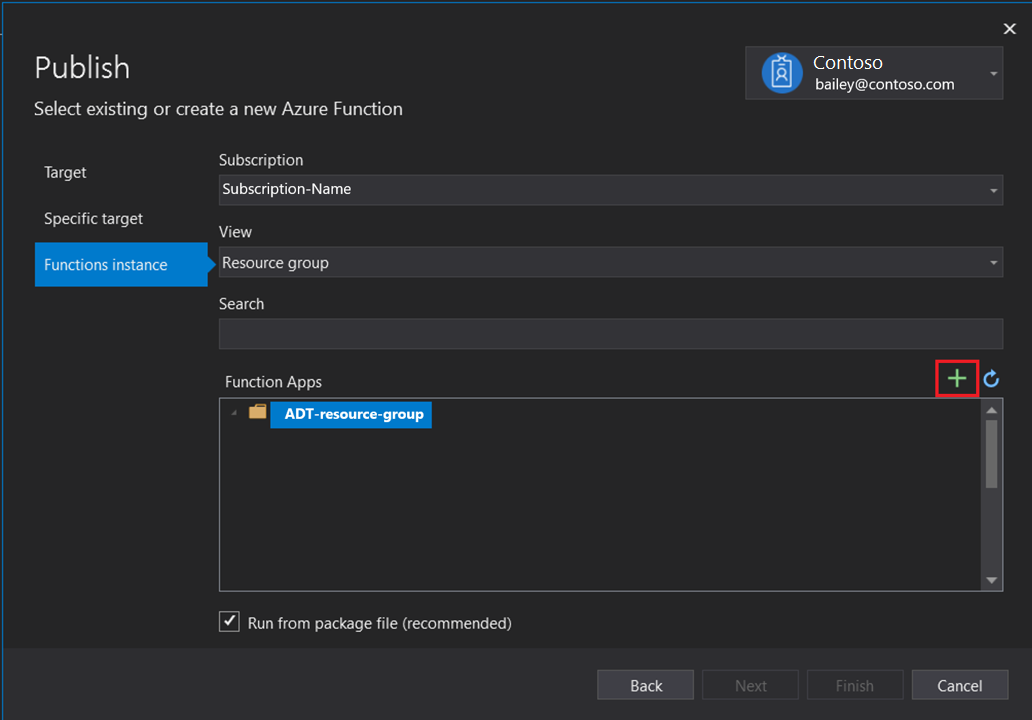 Publish
Contoso
bailey@contoso.com
Select existing or create a new Azure Function
Target
Specific target
Functions instance
Subscription
Subscription-Name
View
Resource group
Search
Function Apps
ADT-resource-group
Run from package file (recommended)
Back
Next
Finish
Cancel